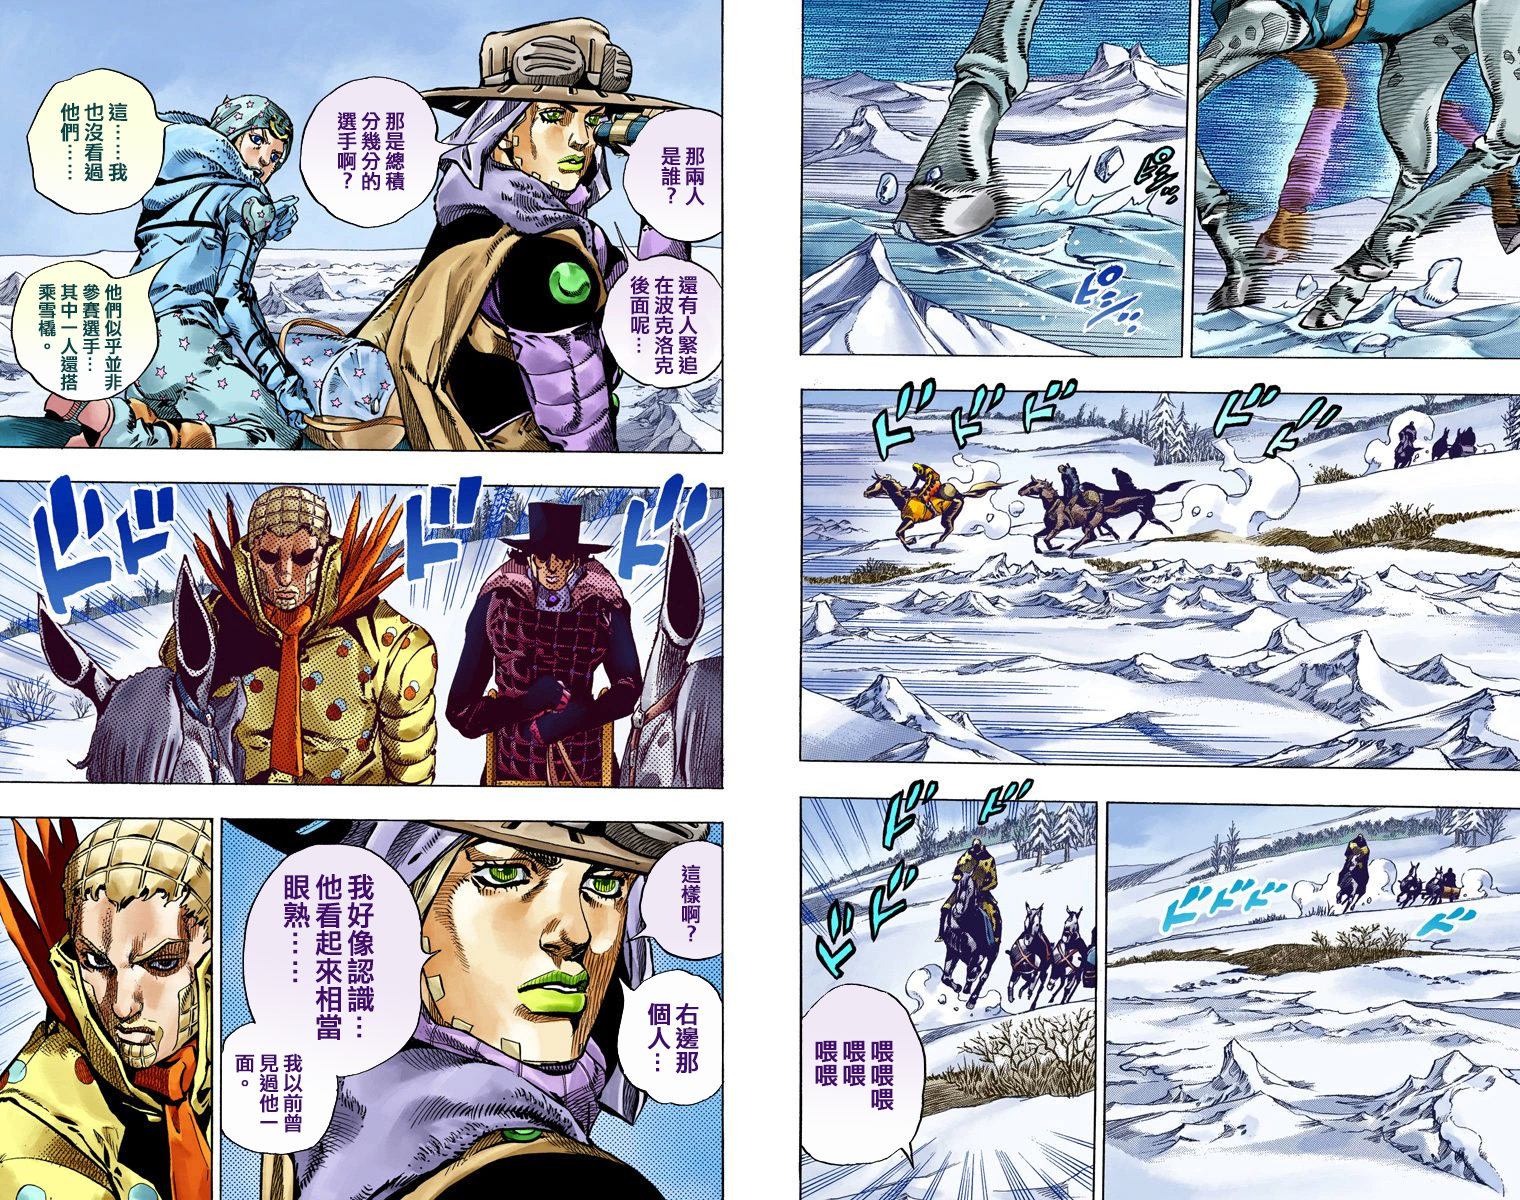 ピシ
ピシ
ドドド
ドド
ドドドド
ドド
ドドド
喂喂喂
喂喂
喂喂
那兩人
是誰?
還有人緊追
在波克洛克
後面呢…
那是總積
分幾分的
選手啊?
這……我
也沒看過
他們……
他們似乎並非
參賽選手…
其中一人還搭
乘雪橇。
ドド
ド
ド
這樣啊?
右邊那
個人…
我好像認識…
他看起來相當
眼熟……
我以前曾
見過他一
面。